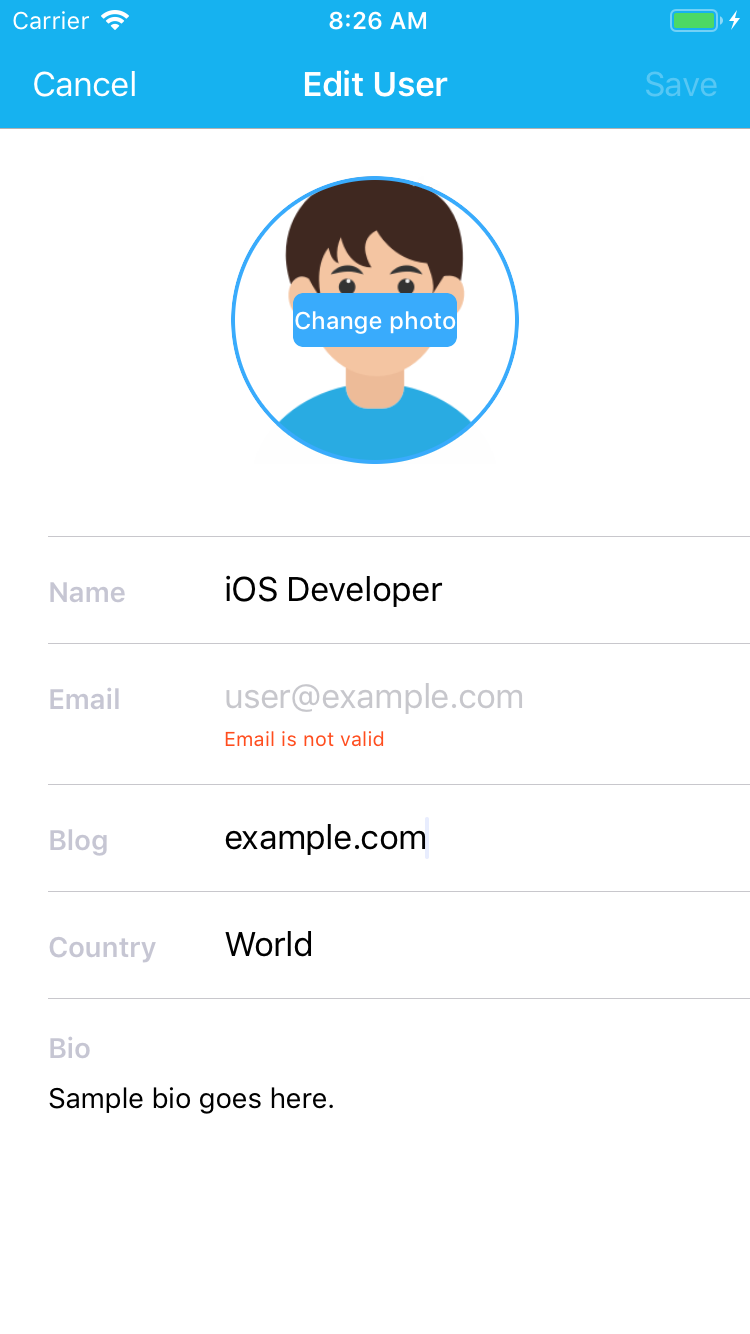 Carrier 8:26 AM
Cancel Edit User Save
Change photo
Name iOS Developer
Email user@example.com
Email is not valid
Blog example.com
Country World
Bio
Sample bio goes here.